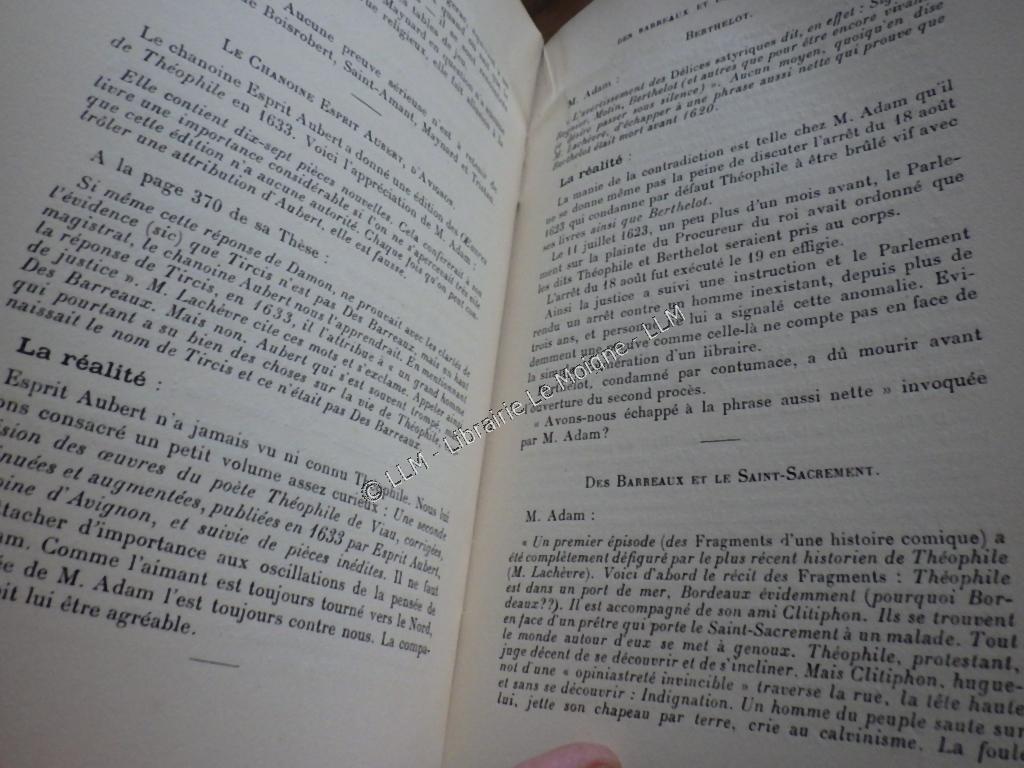 Aucune preuve sérieuse n'est à retenir de
de Boisrobert, Saint-Amant, Maynard et Tristan.
LE CHANOINE ESPRIT AUBERT, D'AVIGNON.
Le chanoine Esprit Aubert a donné une édition des Œuvres
de Théophile en 1633. Voici l'appréciation de M. Adam :
Elle contient dix-sept pièces nouvelles. Cela conférerait à son
livre une importance considérable si l'on ne s'apercevait très vite
que cette édition n'a aucune autorité. Chaque fois qu'on peut con-
trôler une attribution d'Aubert, elle est fausse.
A la page 370 de sa Thèse :
Si même cette réponse de Damon, ne prouvait avec les clartés de
l'évidence (sic) que Tircis n'est pas Des Barreaux, mais un haut
magistrat, le chanoine Aubert nous l'apprendrait. En mentionnant
la réponse de Tircis, en 1633, il l'attribue à « un grand homme
de justice ». M. Lachèvre cite ces mots et s'exclame. Appeler ainsi
Des Barreaux. Mais non. Aubert qui s'est souvent trompé, mais
qui pourtant a su bien des choses sur la vie de Théophile, con-
naissait le nom de Tircis et ce n'était pas Des Barreaux.
La réalité :
Esprit Aubert n'a jamais vu ni connu Théophile. Nous lui
ons consacré un petit volume assez curieux : Une seconde
ision des œuvres du poète Théophile de Viau, corrigées,
inuées et augmentées, publiées en 1633 par Esprit Aubert,
oine d'Avignon, et suivie de pièces inédites. Il ne faut
ttacher d'importance aux oscillations de la pensée de
am. Comme l'aimant est toujours tourné vers le Nord,
ée de M. Adam l'est toujours contre nous. La compa-
ait lui être agréable.
DES BARREAUX ET
BERTHELOT.
M. Adam :
« L'avertissement des Délices satyriques dit, en effet :
Regnier, Motin, Berthelot (et autres que pour être encore vivants
je désire passer sous silence) ». Aucun moyen, quoiqu'en dise
M. Lachèvre, d'échapper à une phrase aussi nette qui prouve que
Berthelot était mort avant 1620.
La réalité :
La manie de la contradiction est telle chez M. Adam qu'il
ne se donne même pas la peine de discuter l'arrêt du 18 août
1623 qui condamne par défaut Théophile à être brûlé vif avec
ses livres ainsi que Berthelot.
Le 11 juillet 1623, un peu plus d'un mois avant, le Parle-
ment sur la plainte du Procureur du roi avait ordonné que
les dits Théophile et Berthelot seraient pris au corps.
L'arrêt du 18 août fut exécuté le 19 en effigie.
Ainsi la justice a suivi une instruction et le Parlement
rendu un arrêt contre un homme inexistant, depuis plus de
trois ans, et personne ne lui a signalé cette anomalie. Evi-
demment une preuve comme celle-là ne compte pas en face de
la simple énumération d'un libraire.
Berthelot, condamné par contumace, a dû mourir avant
l'ouverture du second procès.
« Avons-nous échappé à la phrase aussi nette » invoquée
par M. Adam?
DES BARREAUX ET LE SAINT-SACREMENT.
M. Adam :
« Un premier épisode (des Fragments d'une histoire comique) a
été complètement défiguré par le plus récent historien de Théophile
(M. Lachèvre). Voici d'abord le récit des Fragments : Théophile
est dans un port de mer, Bordeaux évidemment (pourquoi Bor-
deaux??). Il est accompagné de son ami Clitiphon. Ils se trouvent
en face d'un prêtre qui porte le Saint-Sacrement à un malade. Tout
le monde autour d'eux se met à genoux. Théophile, protestant,
juge décent de se découvrir et de s'incliner. Mais Clitiphon, hugue-
not d'une « opiniastreté invincible » traverse la rue, la tête haute
et sans se découvrir : Indignation. Un homme du peuple saute sur
lui, jette son chapeau par terre, crie au calvinisme. La foule
© LLM - Librairie Le Moigne - LLM